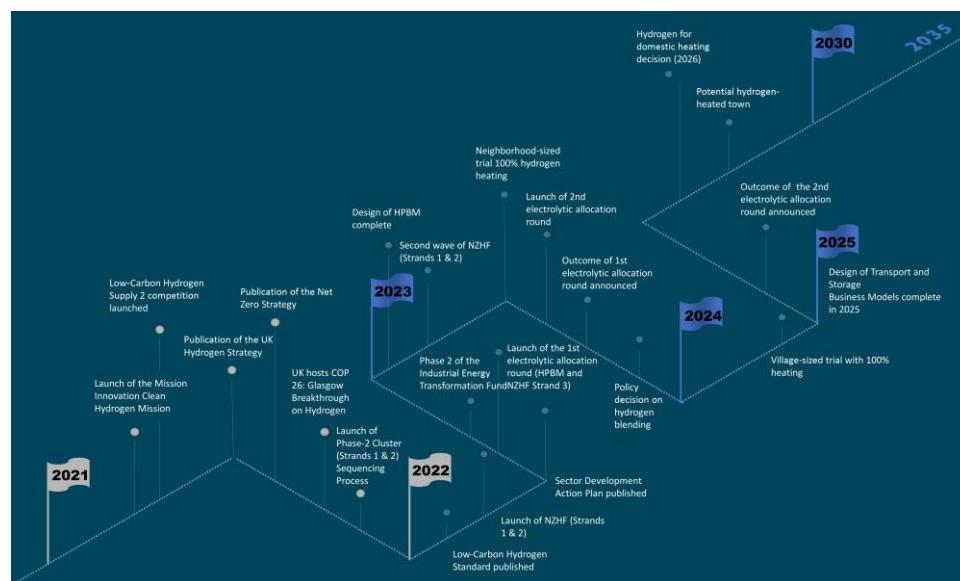 Hydrogen for
domestic heating
decision (2026)
2030
2035
Potential hydrogen-
heated town
Neighborhood-sized
trial 100% hydrogen
heating
Launch of 2nd
electrolytic allocation
round
Outcome of the 2nd
electrolytic allocation
round announced
Design of HPBM
complete
Second wave of NZHF
(Strands 1 & 2)
2025
Outcome of 1st
electrolytic allocation
round announced
Design of Transport and
Storage
Business Models complete
in 2025
Low-Carbon Hydrogen
Supply 2 competition
launched
Publication of the Net
Zero Strategy
2023
2024
Publication of the UK
Hydrogen Strategy
Launch of the Mission
Innovation Clean
Hydrogen Mission
UK hosts COP
26: Glasgow
Breakthrough
on Hydrogen
Phase 2 of the
Industrial Energy
Transformation Fund
Launch of the 1st
electrolytic allocation
round (HPBM and
NZHF Strand 3)
Policy
decision on
hydrogen
blending
Village-sized trial with 100%
heating
Launch of
Phase-2 Cluster
(Strands 1 & 2)
Sequencing
Process
2021
2022
Sector Development
Action Plan published
Launch of NZHF (Strands
1 & 2)
Low-Carbon Hydrogen
Standard published